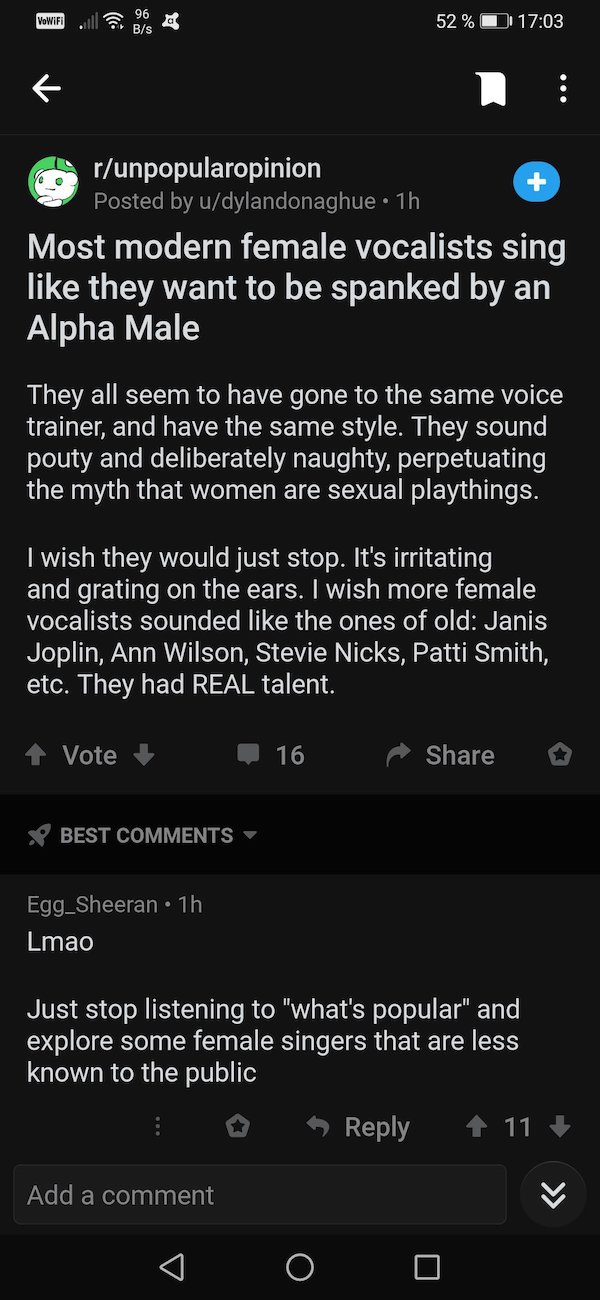 VoWiFi 96 B/s 52 % 17:03
r/unpopularopinion
Posted by u/dylandonaghue • 1h
Most modern female vocalists sing
like they want to be spanked by an
Alpha Male
They all seem to have gone to the same voice
trainer, and have the same style. They sound
pouty and deliberately naughty, perpetuating
the myth that women are sexual playthings.
I wish they would just stop. It's irritating
and grating on the ears. I wish more female
vocalists sounded like the ones of old: Janis
Joplin, Ann Wilson, Stevie Nicks, Patti Smith,
etc. They had REAL talent.
Vote 16 Share
BEST COMMENTS
Egg_Sheeran • 1h
Lmao
Just stop listening to "what's popular" and
explore some female singers that are less
known to the public
Reply 11
Add a comment